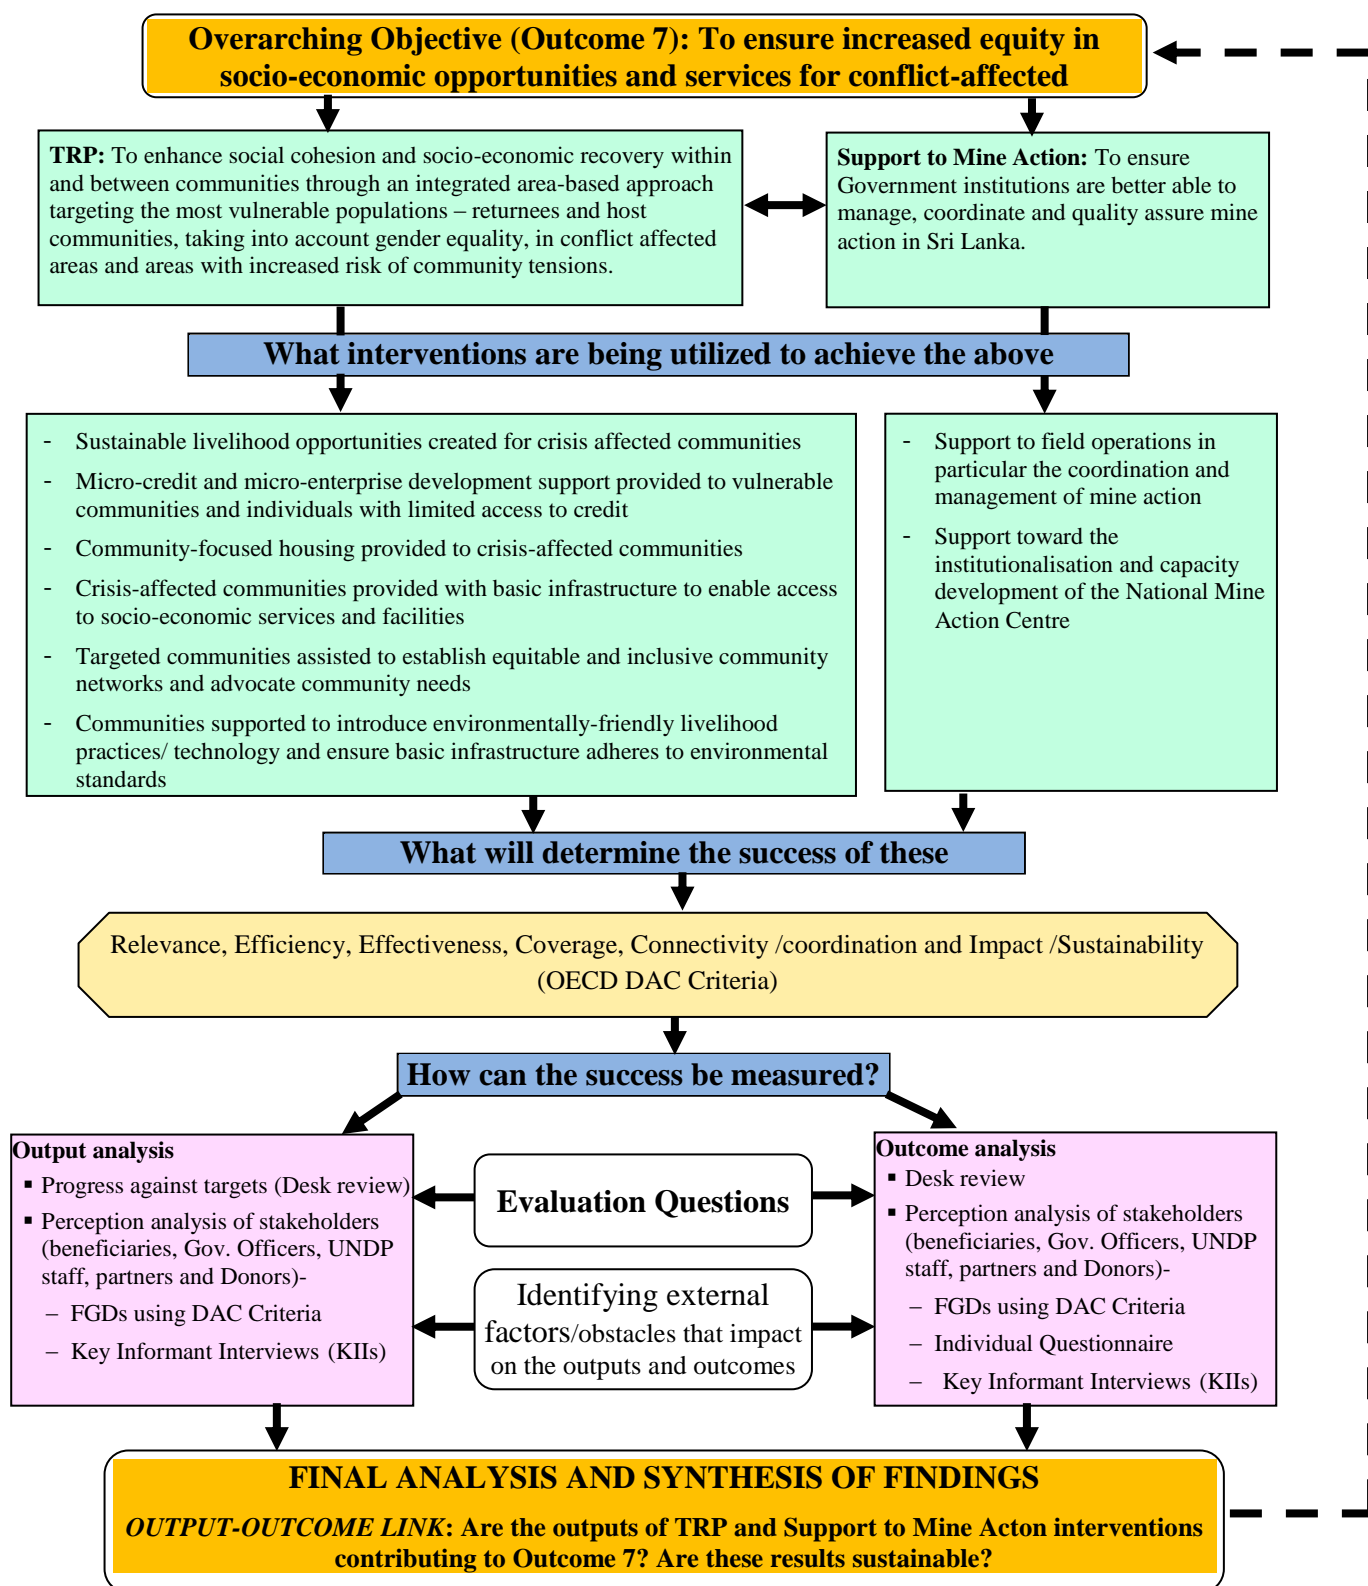 Overarching Objective (Outcome 7): To ensure increased equity in
socio-economic opportunities and services for conflict-affected
TRP: To enhance social cohesion and socio-economic recovery within
and between communities through an integrated area-based approach
targeting the most vulnerable populations – returnees and host
communities, taking into account gender equality, in conflict affected
areas and areas with increased risk of community tensions.
Support to Mine Action: To ensure
Government institutions are better able to
manage, coordinate and quality assure mine
action in Sri Lanka.
What interventions are being utilized to achieve the above
- Sustainable livelihood opportunities created for crisis affected communities
- Micro-credit and micro-enterprise development support provided to vulnerable
communities and individuals with limited access to credit
- Community-focused housing provided to crisis-affected communities
- Crisis-affected communities provided with basic infrastructure to enable access
to socio-economic services and facilities
- Targeted communities assisted to establish equitable and inclusive community
networks and advocate community needs
- Communities supported to introduce environmentally-friendly livelihood
practices/ technology and ensure basic infrastructure adheres to environmental
standards
- Support to field operations in
particular the coordination and
management of mine action
- Support toward the
institutionalisation and capacity
development of the National Mine
Action Centre
What will determine the success of these
Relevance, Efficiency, Effectiveness, Coverage, Connectivity /coordination and Impact /Sustainability
(OECD DAC Criteria)
How can the success be measured?
Output analysis
▪ Progress against targets (Desk review)
▪ Perception analysis of stakeholders
(beneficiaries, Gov. Officers, UNDP
staff, partners and Donors)-
– FGDs using DAC Criteria
– Key Informant Interviews (KIIs)
Evaluation Questions
Identifying external
factors/obstacles that impact
on the outputs and outcomes
Outcome analysis
▪ Desk review
▪ Perception analysis of stakeholders
(beneficiaries, Gov. Officers, UNDP
staff, partners and Donors)-
– FGDs using DAC Criteria
– Individual Questionnaire
– Key Informant Interviews (KIIs)
FINAL ANALYSIS AND SYNTHESIS OF FINDINGS
OUTPUT-OUTCOME LINK: Are the outputs of TRP and Support to Mine Acton interventions
contributing to Outcome 7? Are these results sustainable?